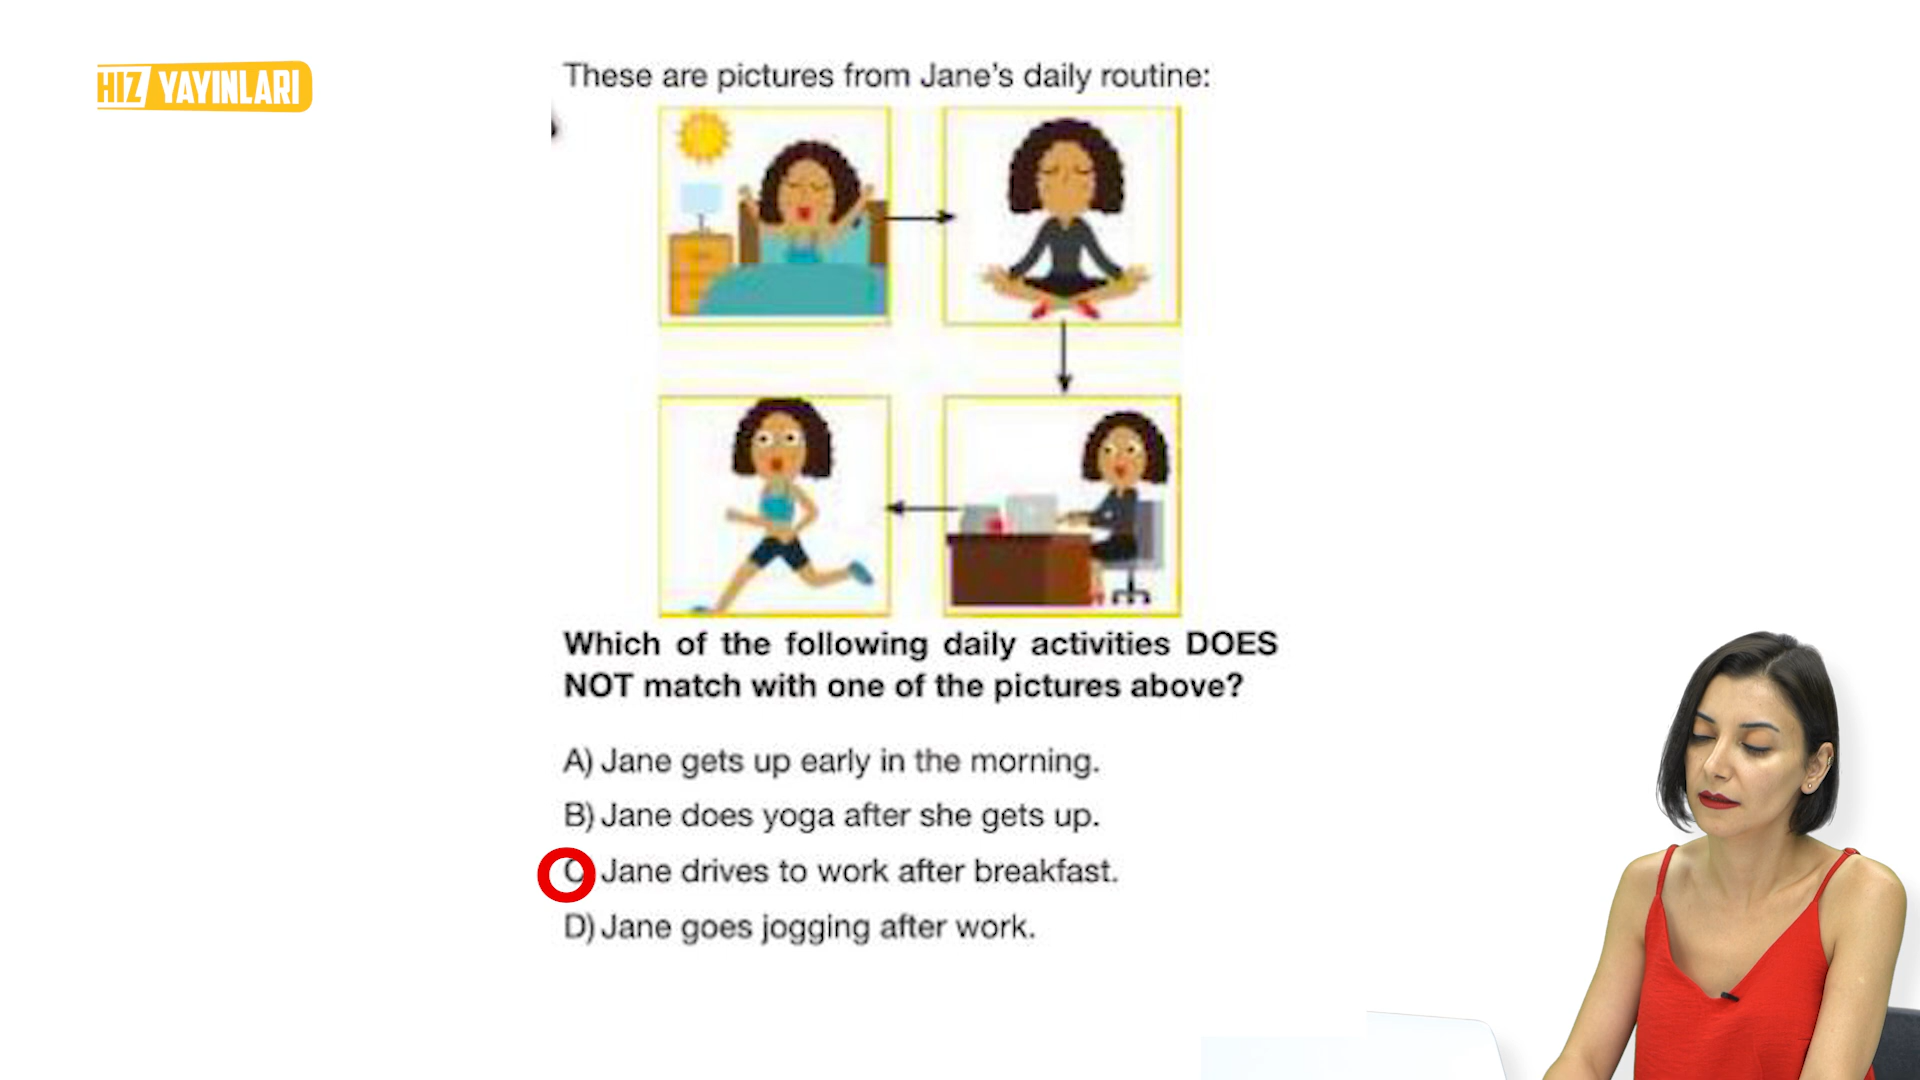 HIZ YAYINLARI
These are pictures from Jane's daily routine:
Which of the following daily activities DOES
NOT match with one of the pictures above?
A) Jane gets up early in the morning.
B) Jane does yoga after she gets up.
C Jane drives to work after breakfast.
D) Jane goes jogging after work.